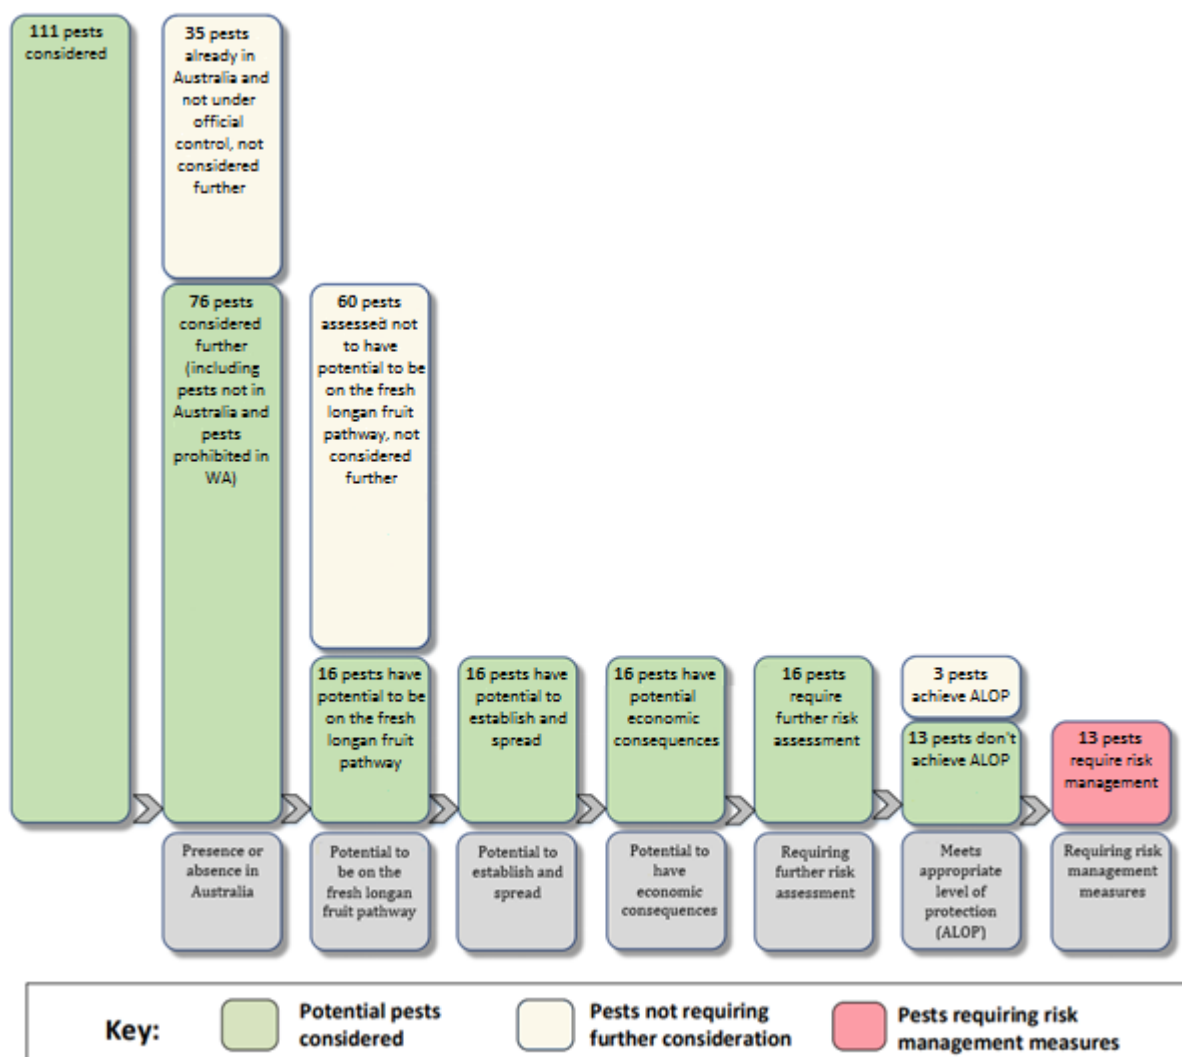 111 pests
considered
35 pests
already in
Australia and
not under
official
control, not
considered
further
76 pests
considered
further
(including
pests not in
Australia and
pests
prohibited in
WA)
60 pests
assessed not
to have
potential to be
on the fresh
longan fruit
pathway, not
considered
further
16 pests have
potential to be
on the fresh
longan fruit
pathway
16 pests have
potential to
establish and
spread
16 pests have
potential
economic
consequences
16 pests
require
further risk
assessment
3 pests
achieve ALOP
13 pests don't
achieve ALOP
13 pests
require risk
management
Presence or
absence in
Australia
Potential to
be on the
fresh longan
fruit pathway
Potential to
establish and
spread
Potential to
have
economic
consequences
Requiring
further risk
assessment
Meets
appropriate
level of
protection
(ALOP)
Requiring risk
management
measures
Key:
Potential pests
considered
Pests not requiring
further consideration
Pests requiring risk
management measures